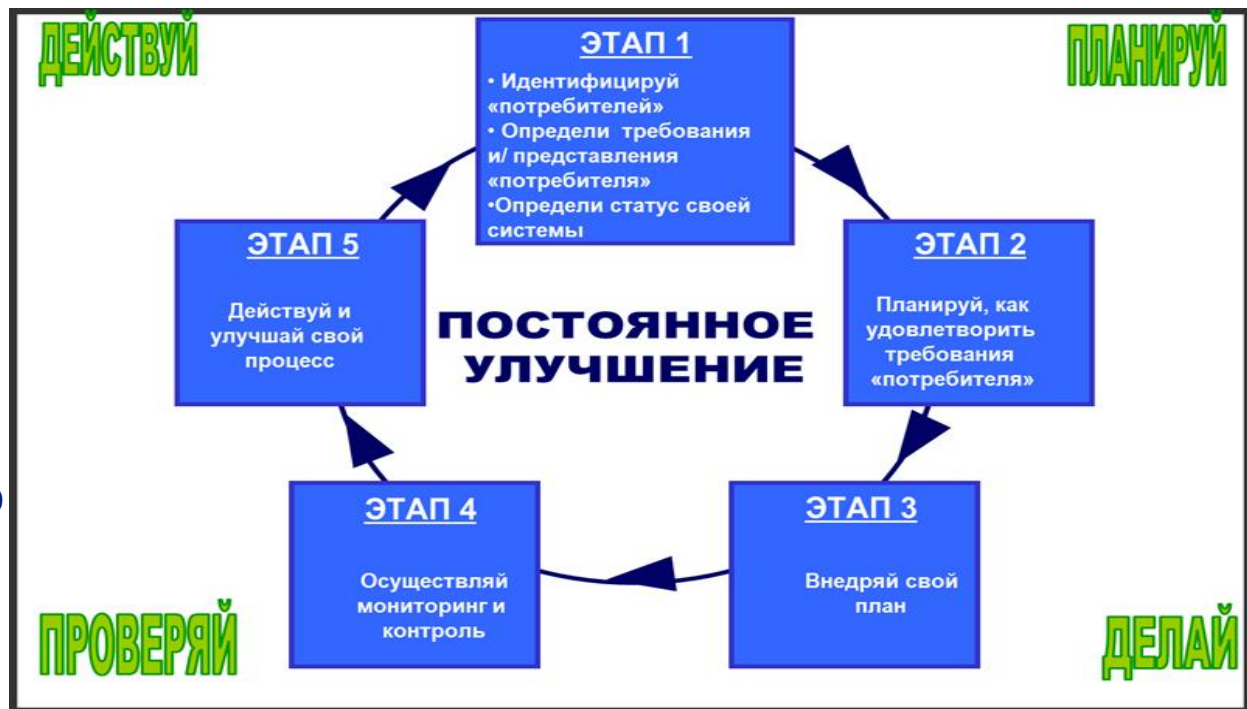 ДЕЙСТВУЙ
ПЛАНИРУЙ
ЭТАП 1
• Идентифицируй
«потребителей»
• Определи требования
и/ представления
«потребителя»
•Определи статус своей
системы
ЭТАП 5
Действуй и
улучшай свой
процесс
ПОСТОЯННОЕ
УЛУЧШЕНИЕ
ЭТАП 2
Планируй, как
удовлетворить
требования
«потребителя»
ЭТАП 4
Осуществляй
мониторинг и
контроль
ЭТАП 3
Внедряй свой
план
ПРОВЕРЯЙ
ДЕЛАЙ